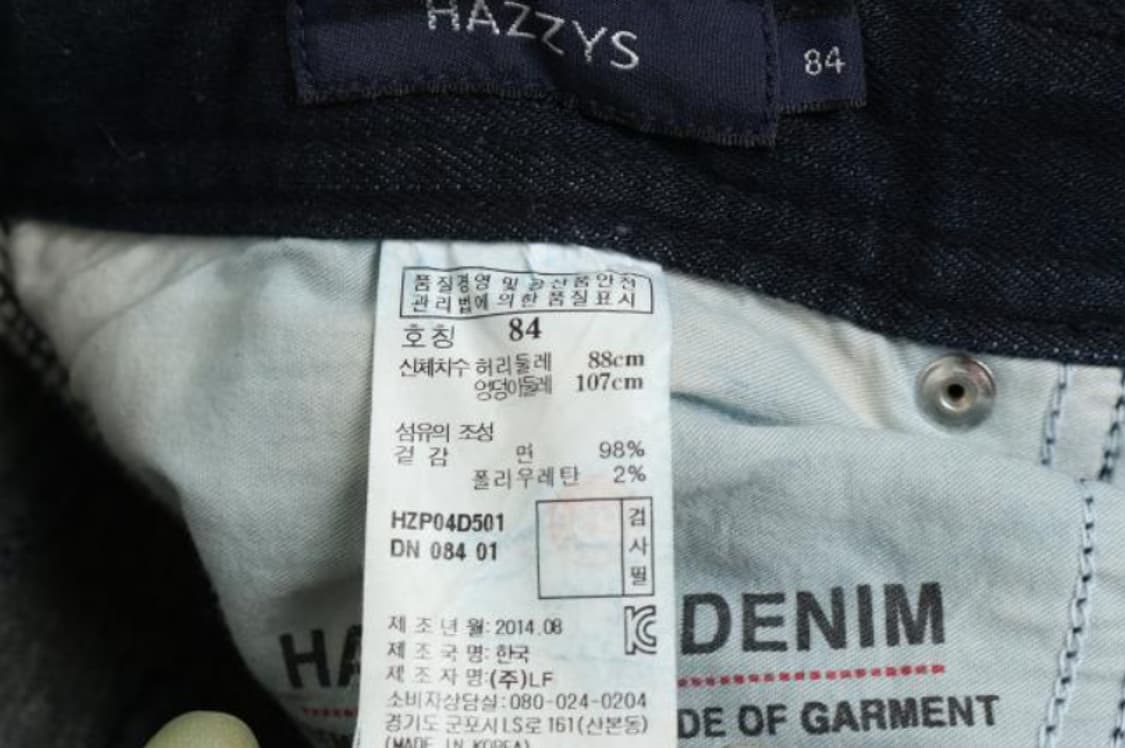 HAZZYS
84
품질경영 및 공산품안전
관리법에 의한 품질표시
호칭 84
신체치수 허리둘레 88cm
엉덩이둘레 107cm
섬유의 조성
겉감 면 98%
폴리우레탄 2%
HZP04D501
DN 084 01
검사필
제조년월: 2014.08
제조국명: 한국
제조자명: (주)LF
소비자상담실: 080-024-0204
경기도 군포시 LS로 161(산본동)
(MADE IN KOREA)
HA DENIM
DE OF GARMENT